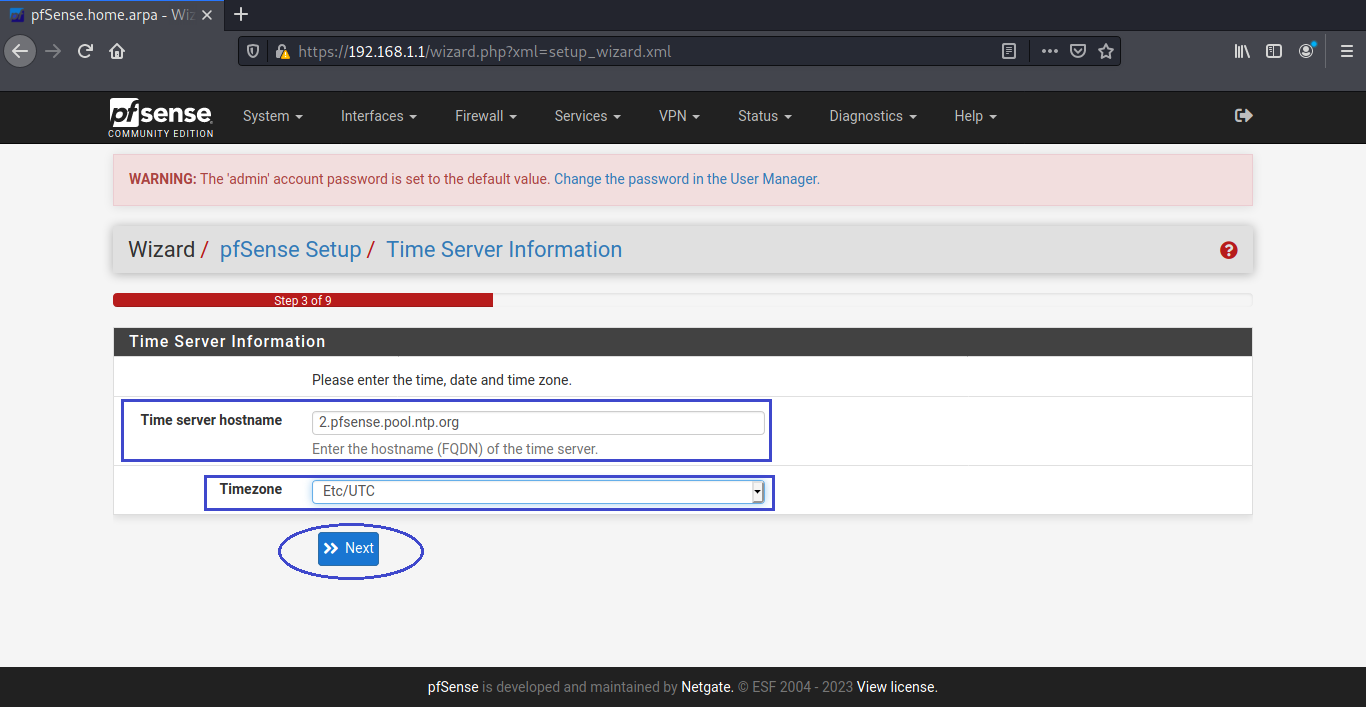 pfSense.home.arpa - Wiz
https://192.168.1.1/wizard.php?xml=setup_wizard.xml
pfsense
COMMUNITY EDITION
System Interfaces Firewall Services VPN Status Diagnostics Help
WARNING: The 'admin' account password is set to the default value. Change the password in the User Manager.
Wizard / pfSense Setup / Time Server Information
Step 3 of 9
Time Server Information
Please enter the time, date and time zone.
Time server hostname 2.pfsense.pool.ntp.org
Enter the hostname (FQDN) of the time server.
Timezone Etc/UTC
Next
pfSense is developed and maintained by Netgate. © ESF 2004 - 2023 View license.